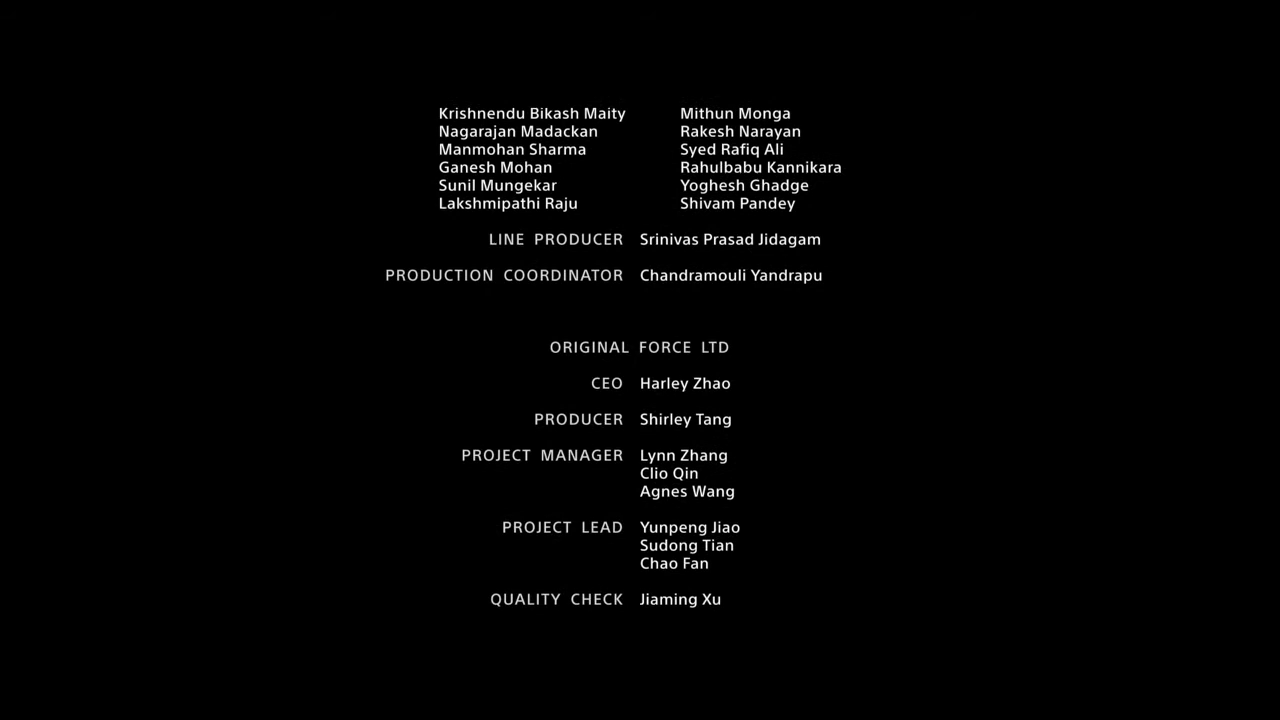 Krishnendu Bikash Maity Mithun Monga
Nagarajan Madackan Rakesh Narayan
Manmohan Sharma Syed Rafiq Ali
Ganesh Mohan Rahulbabu Kannikara
Sunil Mungekar Yoghesh Ghadge
Lakshmipathi Raju Shivam Pandey
LINE PRODUCER Srinivas Prasad Jidagam
PRODUCTION COORDINATOR Chandramouli Yandrapu
ORIGINAL FORCE LTD
CEO Harley Zhao
PRODUCER Shirley Tang
PROJECT MANAGER Lynn Zhang
Clio Qin
Agnes Wang
PROJECT LEAD Yunpeng Jiao
Sudong Tian
Chao Fan
QUALITY CHECK Jiaming Xu